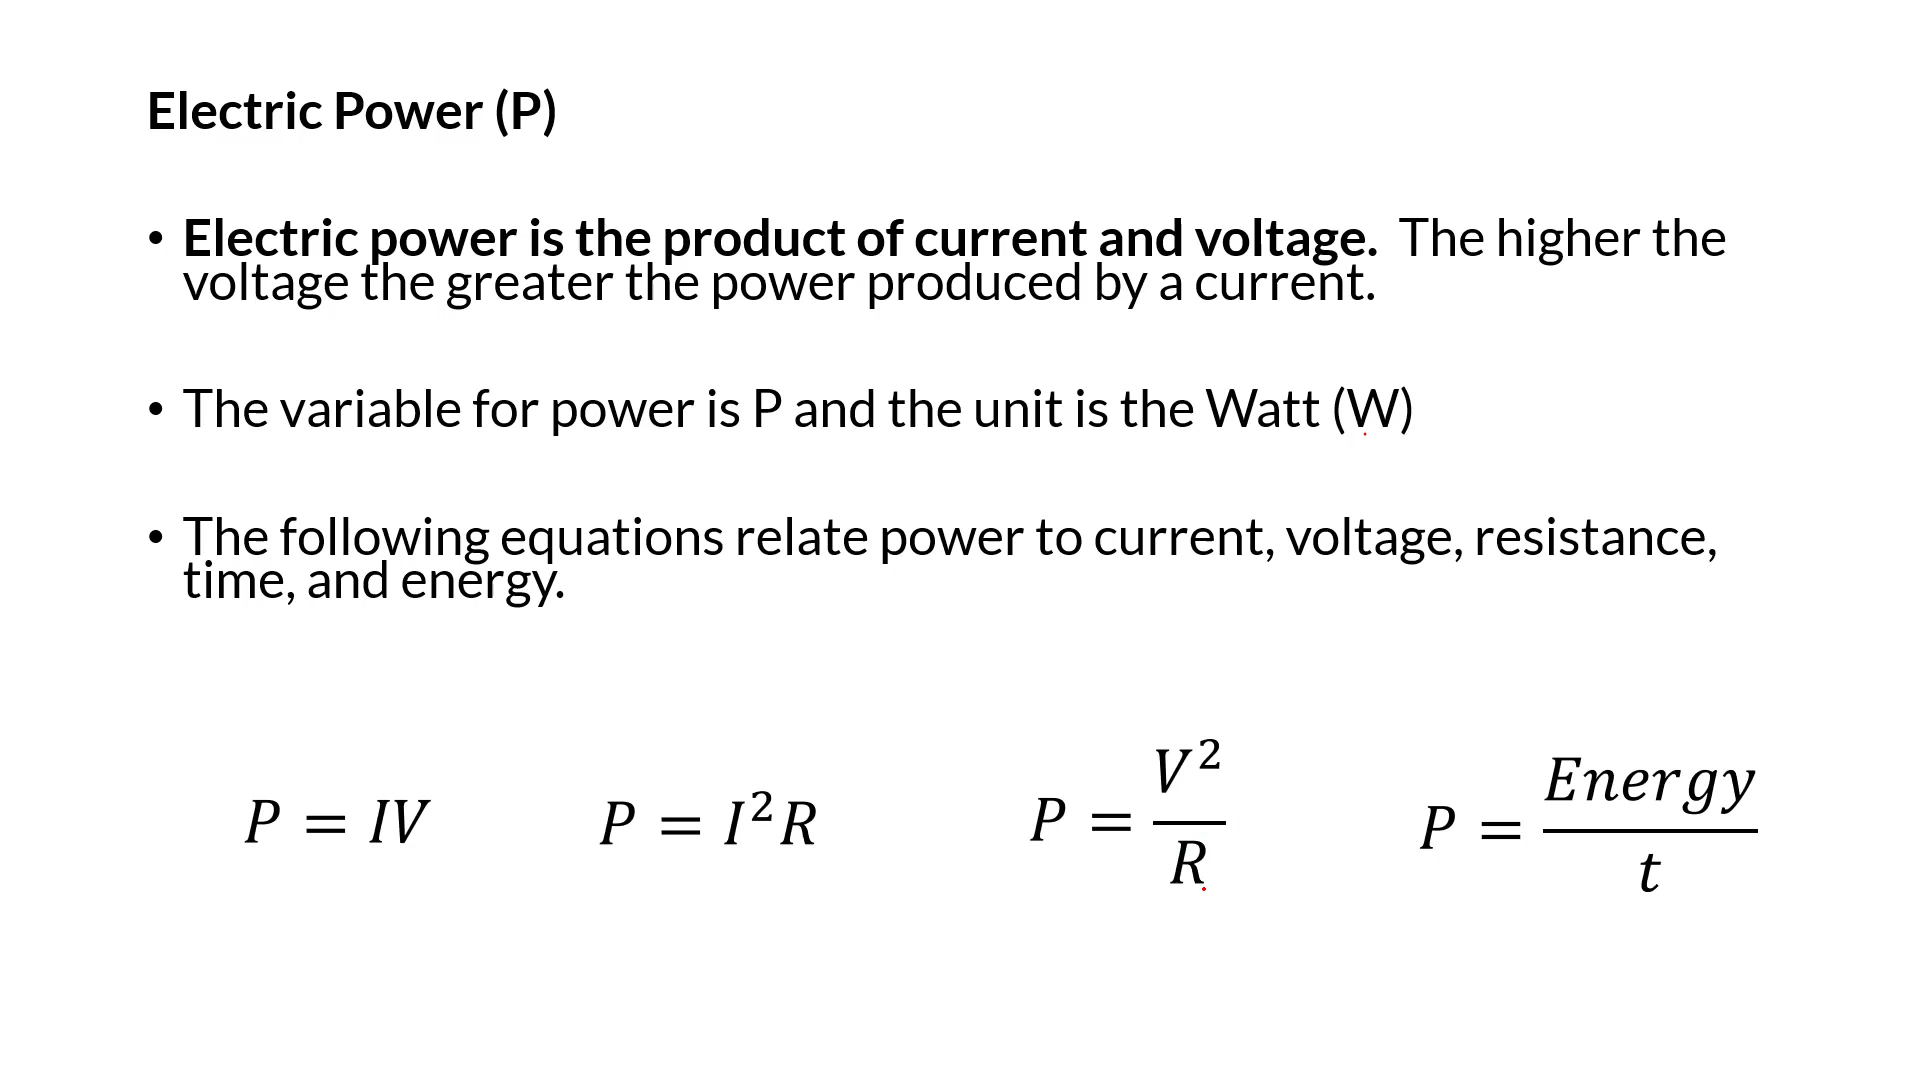 Electric Power (P)
• Electric power is the product of current and voltage. The higher the
voltage the greater the power produced by a current.
• The variable for power is P and the unit is the Watt (W)
• The following equations relate power to current, voltage, resistance,
time, and energy.
P = IV P = I²R P = V²/R P = Energy/t